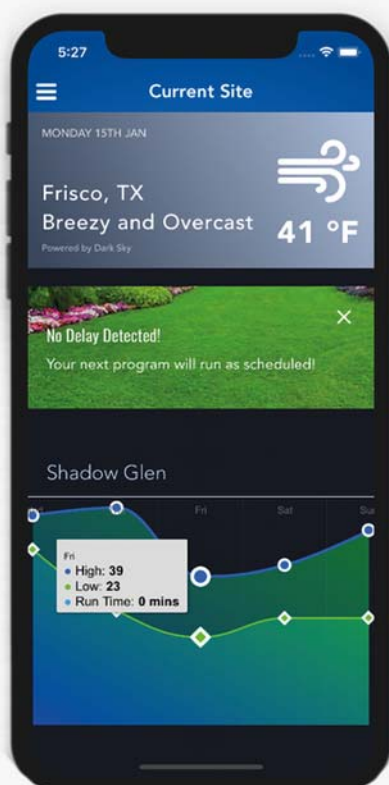 5:27
Current Site
MONDAY 15TH JAN
Frisco, TX
Breezy and Overcast
41 °F
Powered by Dark Sky
No Delay Detected!
Your next program will run as scheduled!
Shadow Glen
Fri
Sat
Sun
Fri
High: 39
Low: 23
Run Time: 0 mins